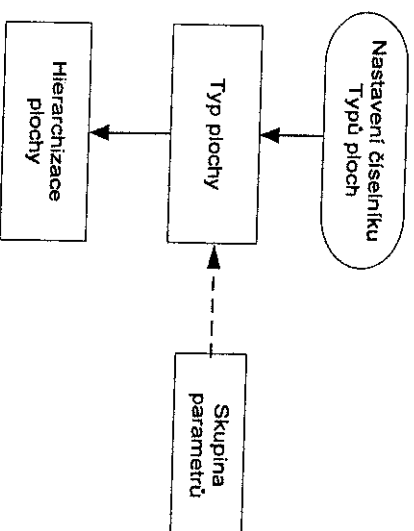 Nastavení číselníku
Typů ploch
Typ plochy
Hierarchizace
plochy
Skupina
parametrů